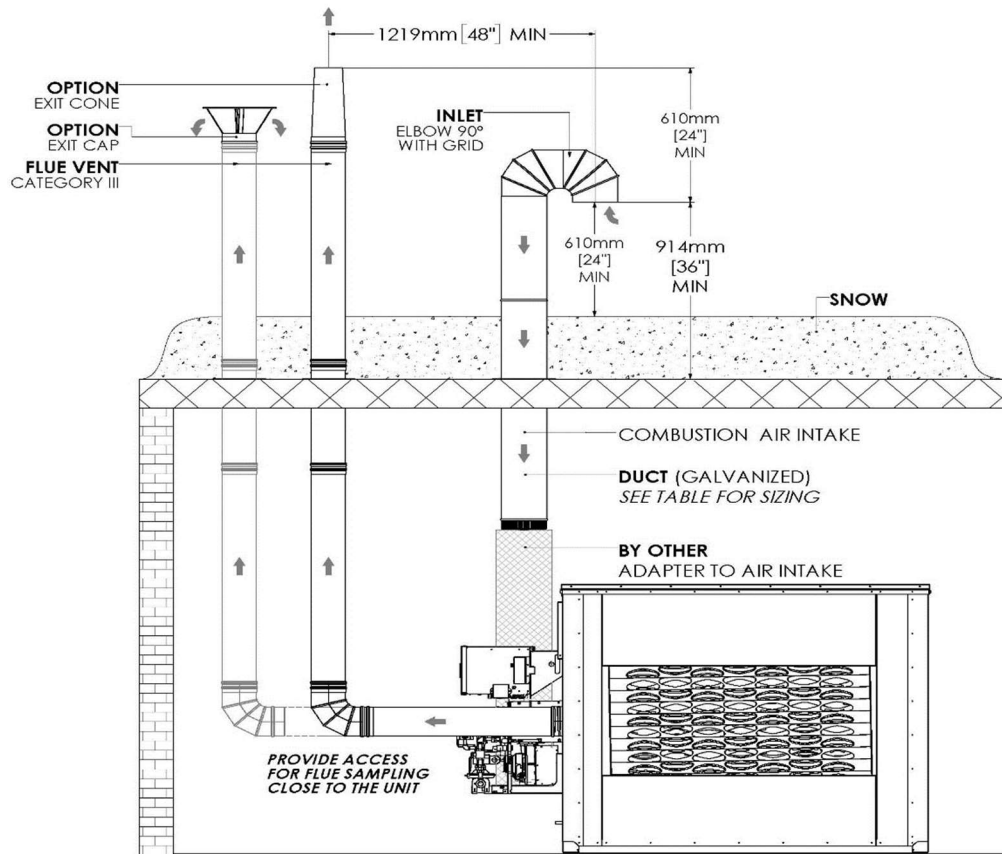 1219mm [48"] MIN
OPTION
EXIT CONE
OPTION
EXIT CAP
FLUE VENT
CATEGORY III
INLET
ELBOW 90°
WITH GRID
610mm
[24"]
MIN
610mm
[24"]
MIN
914mm
[36"]
MIN
SNOW
COMBUSTION AIR INTAKE
DUCT (GALVANIZED)
SEE TABLE FOR SIZING
BY OTHER
ADAPTER TO AIR INTAKE
PROVIDE ACCESS
FOR FLUE SAMPLING
CLOSE TO THE UNIT